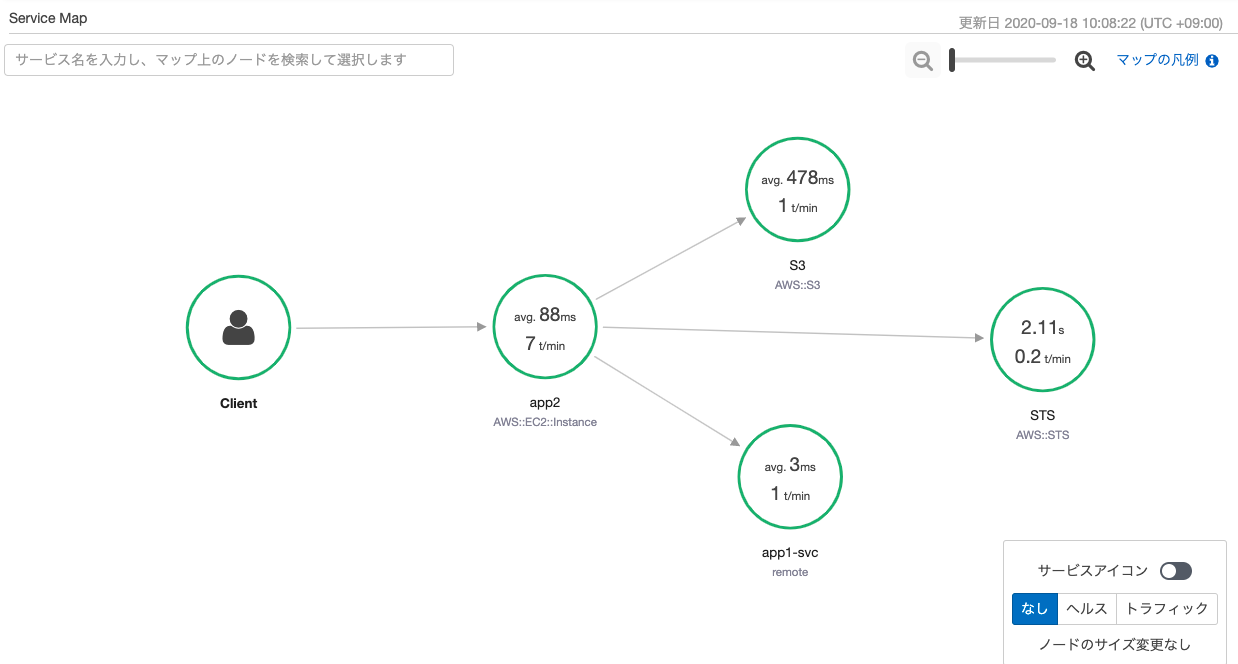 Service Map
更新日 2020-09-18 10:08:22 (UTC +09:00)
サービス名を入力し、マップ上のノードを検索して選択します
マップの凡例
avg. 478ms
1 t/min
S3
AWS::S3
Client
avg. 88ms
7 t/min
app2
AWS::EC2::Instance
2.11s
0.2 t/min
STS
AWS::STS
avg. 3ms
1 t/min
app1-svc
remote
サービスアイコン
なし ヘルス トラフィック
ノードのサイズ変更なし